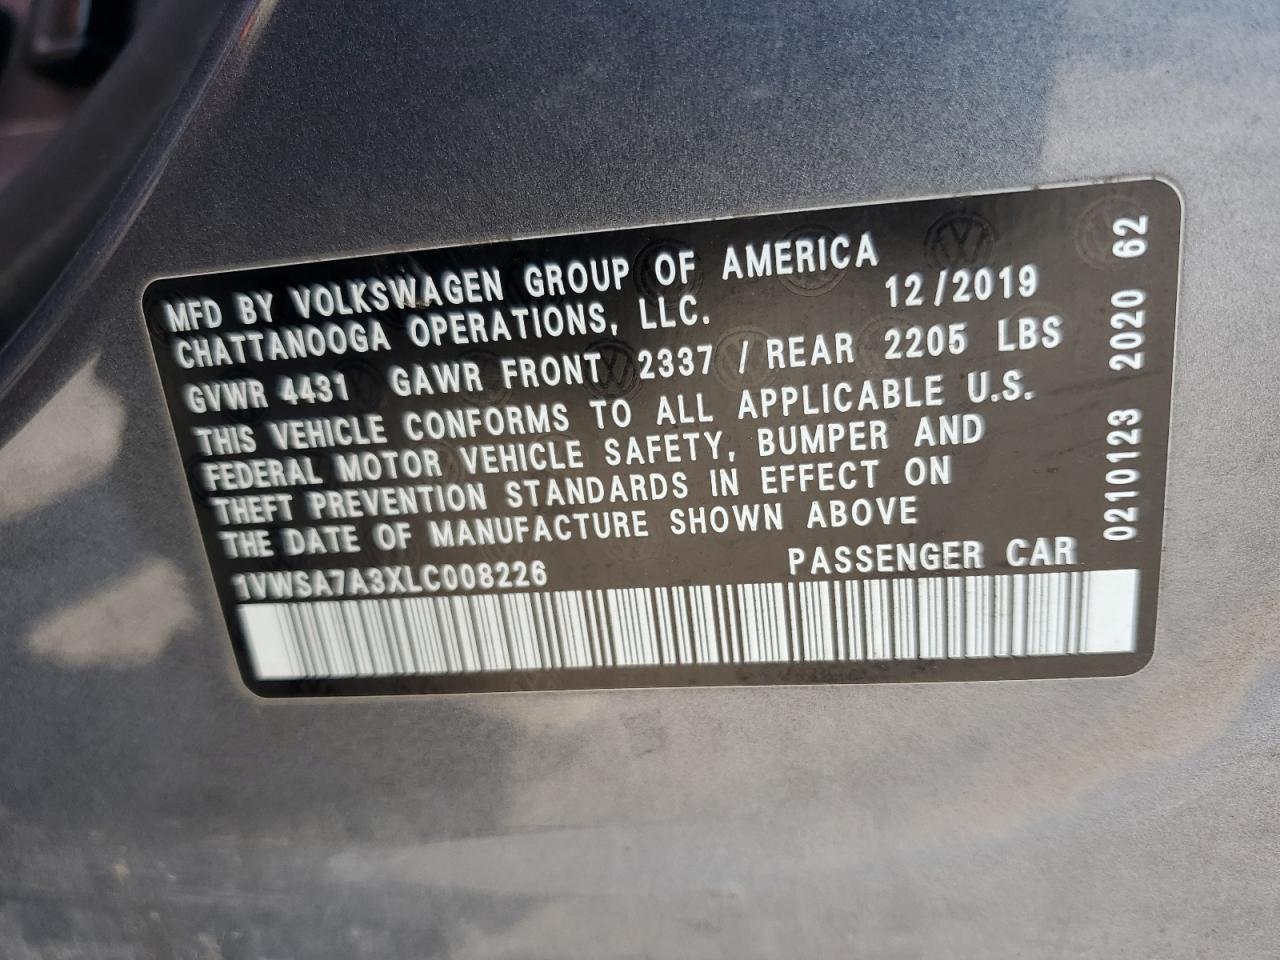 MFD BY VOLKSWAGEN GROUP OF AMERICA
CHATTANOOGA OPERATIONS, LLC. 12/2019
GVWR 4431 GAWR FRONT 2337 / REAR 2205 LBS
THIS VEHICLE CONFORMS TO ALL APPLICABLE U.S.
FEDERAL MOTOR VEHICLE SAFETY, BUMPER AND
THEFT PREVENTION STANDARDS IN EFFECT ON
THE DATE OF MANUFACTURE SHOWN ABOVE
1VWSA7A3XLC008226 PASSENGER CAR
0210123 2020 62